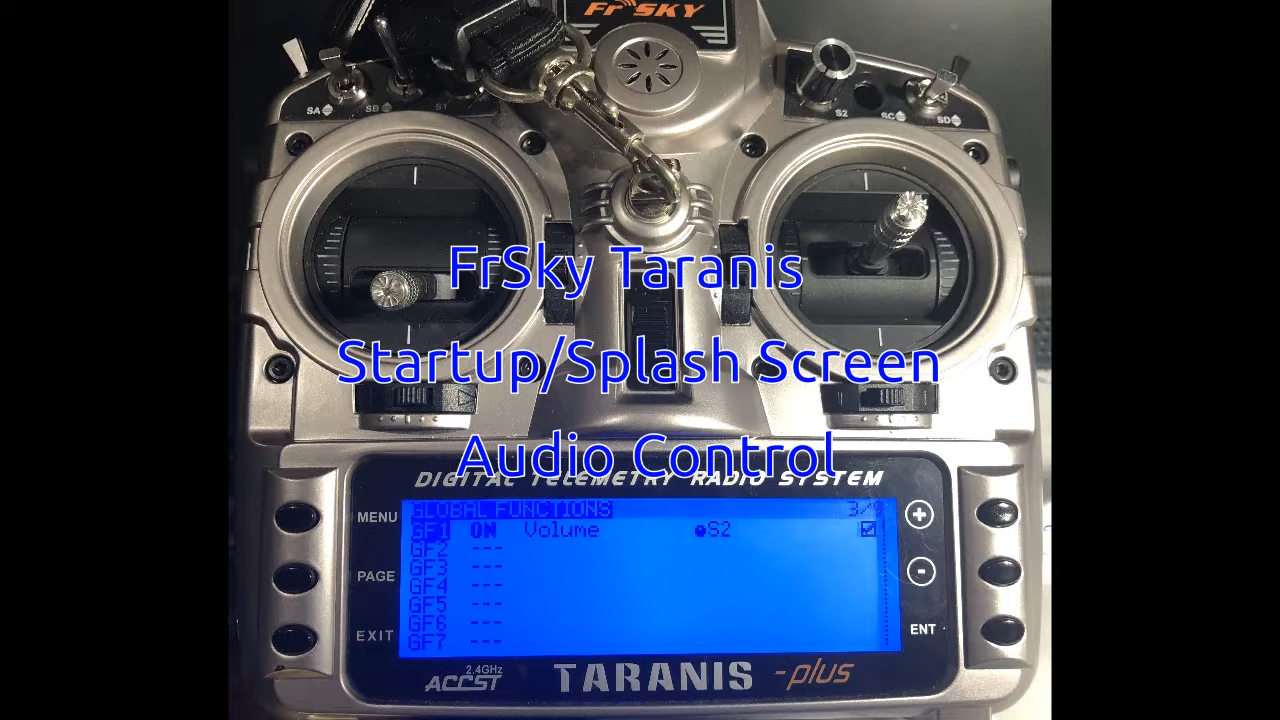 FrSKY
SA
SB
S1
S2
SC
SD
FrSky Taranis
Startup/Splash Screen
Audio Control
DIGITAL TELEMETRY RADIO SYSTEM
MENU
PAGE
EXIT
GLOBAL FUNCTIONS 3/9
GF1 ON Volume S2
GF2 ---
GF3 ---
GF4 ---
GF5 ---
GF6 ---
GF7 ---
+
-
ENT
2.4GHz
ACCST
TARANIS -plus